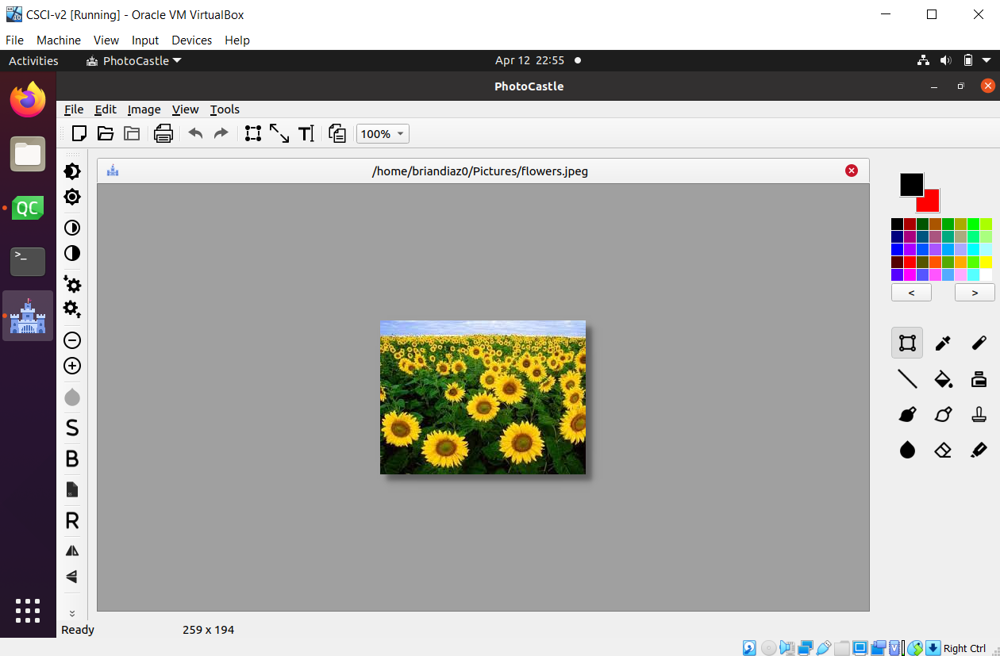 CSCI-v2 [Running] - Oracle VM VirtualBox
File Machine View Input Devices Help
Activities PhotoCastle Apr 12 22:55
PhotoCastle
File Edit Image View Tools
100%
/home/briandiaz0/Pictures/flowers.jpeg
QC
>_
< >
S
B
R
Ready 259 x 194
Right Ctrl